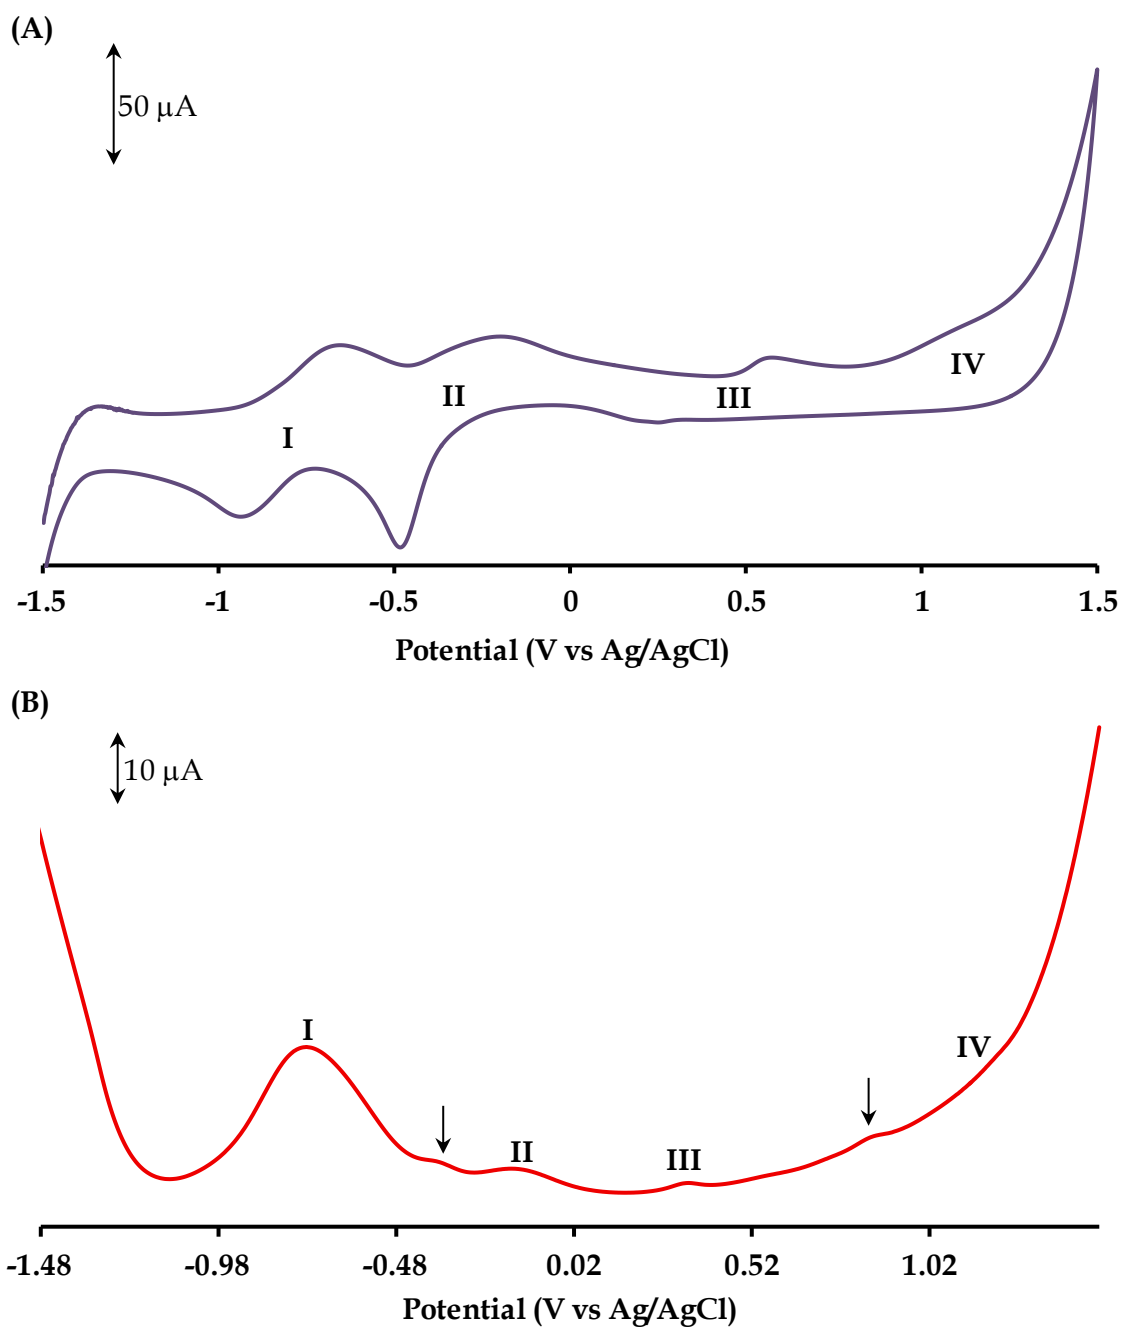 (A)
50 μA
IV
II
III
I
-1.5 -1 -0.5 0 0.5 1 1.5
Potential (V vs Ag/AgCl)
(B)
10 μA
I
IV
II
III
-1.48 -0.98 -0.48 0.02 0.52 1.02
Potential (V vs Ag/AgCl)